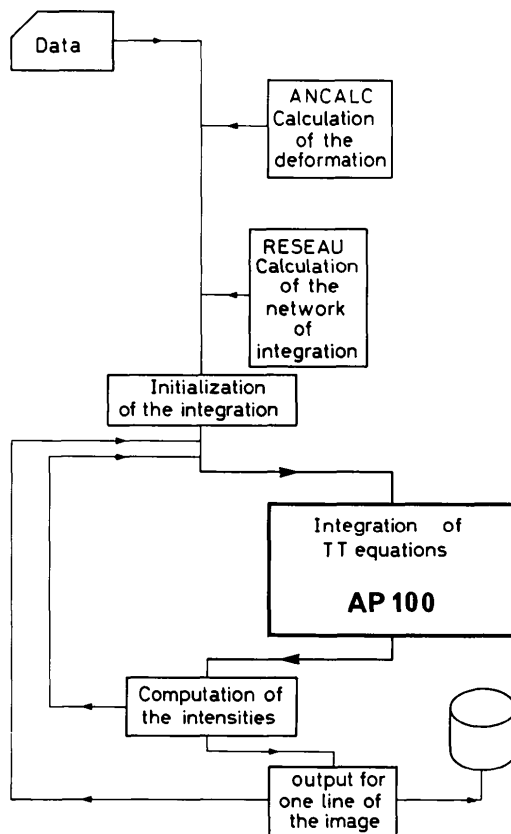 Data
ANCALC
Calculation
of the
deformation
RESEAU
Calculation
of the
network
of
integration
Initialization
of the integration
Integration of
TT equations
AP 100
Computation of
the intensities
output for
one line of
the image